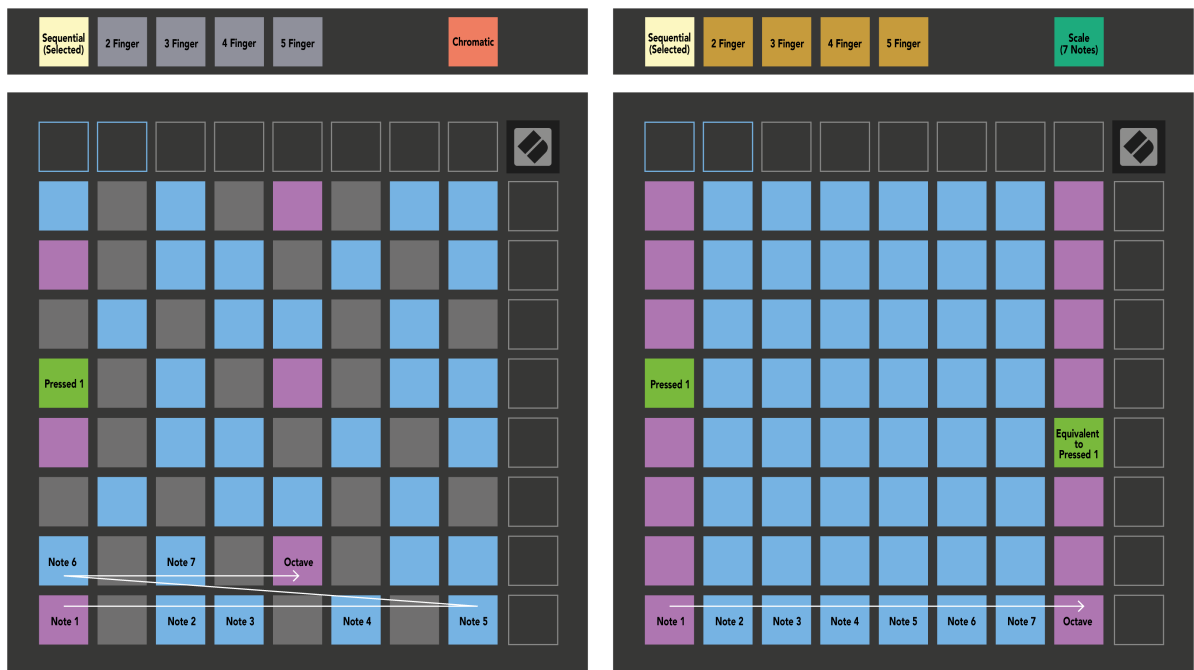 Sequential
(Selected)
2 Finger
3 Finger
4 Finger
5 Finger
Chromatic
Pressed 1
Note 6
Note 7
Octave
Note 1
Note 2
Note 3
Note 4
Note 5
Sequential
(Selected)
2 Finger
3 Finger
4 Finger
5 Finger
Scale
(7 Notes)
Pressed 1
Equivalent
to
Pressed 1
Note 1
Note 2
Note 3
Note 4
Note 5
Note 6
Note 7
Octave